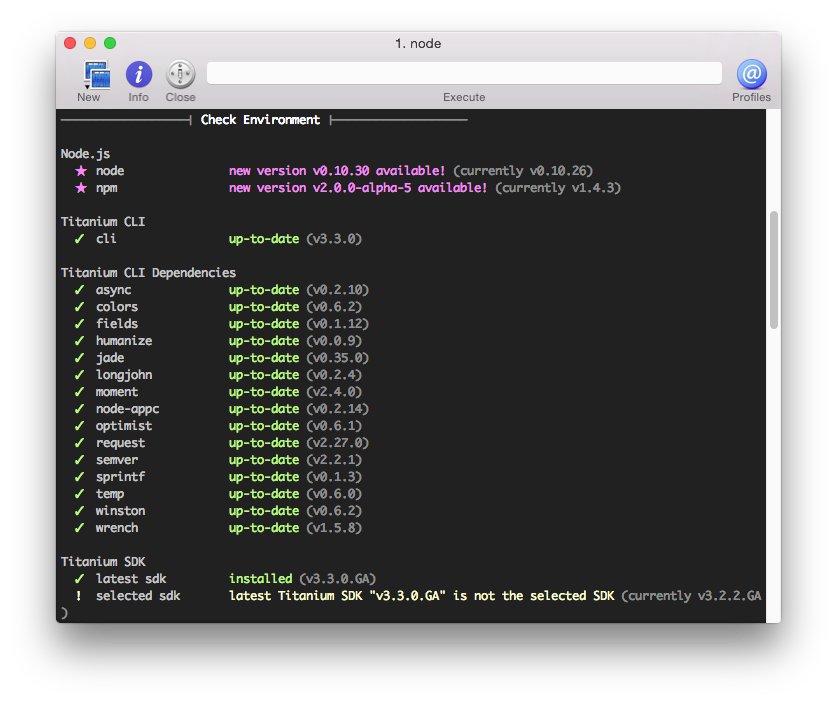 1. node
New Info Close Execute Profiles
Check Environment
Node.js
★ node new version v0.10.30 available! (currently v0.10.26)
★ npm new version v2.0.0-alpha-5 available! (currently v1.4.3)
Titanium CLI
✓ cli up-to-date (v3.3.0)
Titanium CLI Dependencies
✓ async up-to-date (v0.2.10)
✓ colors up-to-date (v0.6.2)
✓ fields up-to-date (v0.1.12)
✓ humanize up-to-date (v0.0.9)
✓ jade up-to-date (v0.35.0)
✓ longjohn up-to-date (v0.2.4)
✓ moment up-to-date (v2.4.0)
✓ node-appc up-to-date (v0.2.14)
✓ optimist up-to-date (v0.6.1)
✓ request up-to-date (v2.27.0)
✓ semver up-to-date (v2.2.1)
✓ sprintf up-to-date (v0.1.3)
✓ temp up-to-date (v0.6.0)
✓ winston up-to-date (v0.6.2)
✓ wrench up-to-date (v1.5.8)
Titanium SDK
✓ latest sdk installed (v3.3.0.GA)
! selected sdk latest Titanium SDK "v3.3.0.GA" is not the selected SDK (currently v3.2.2.GA
)